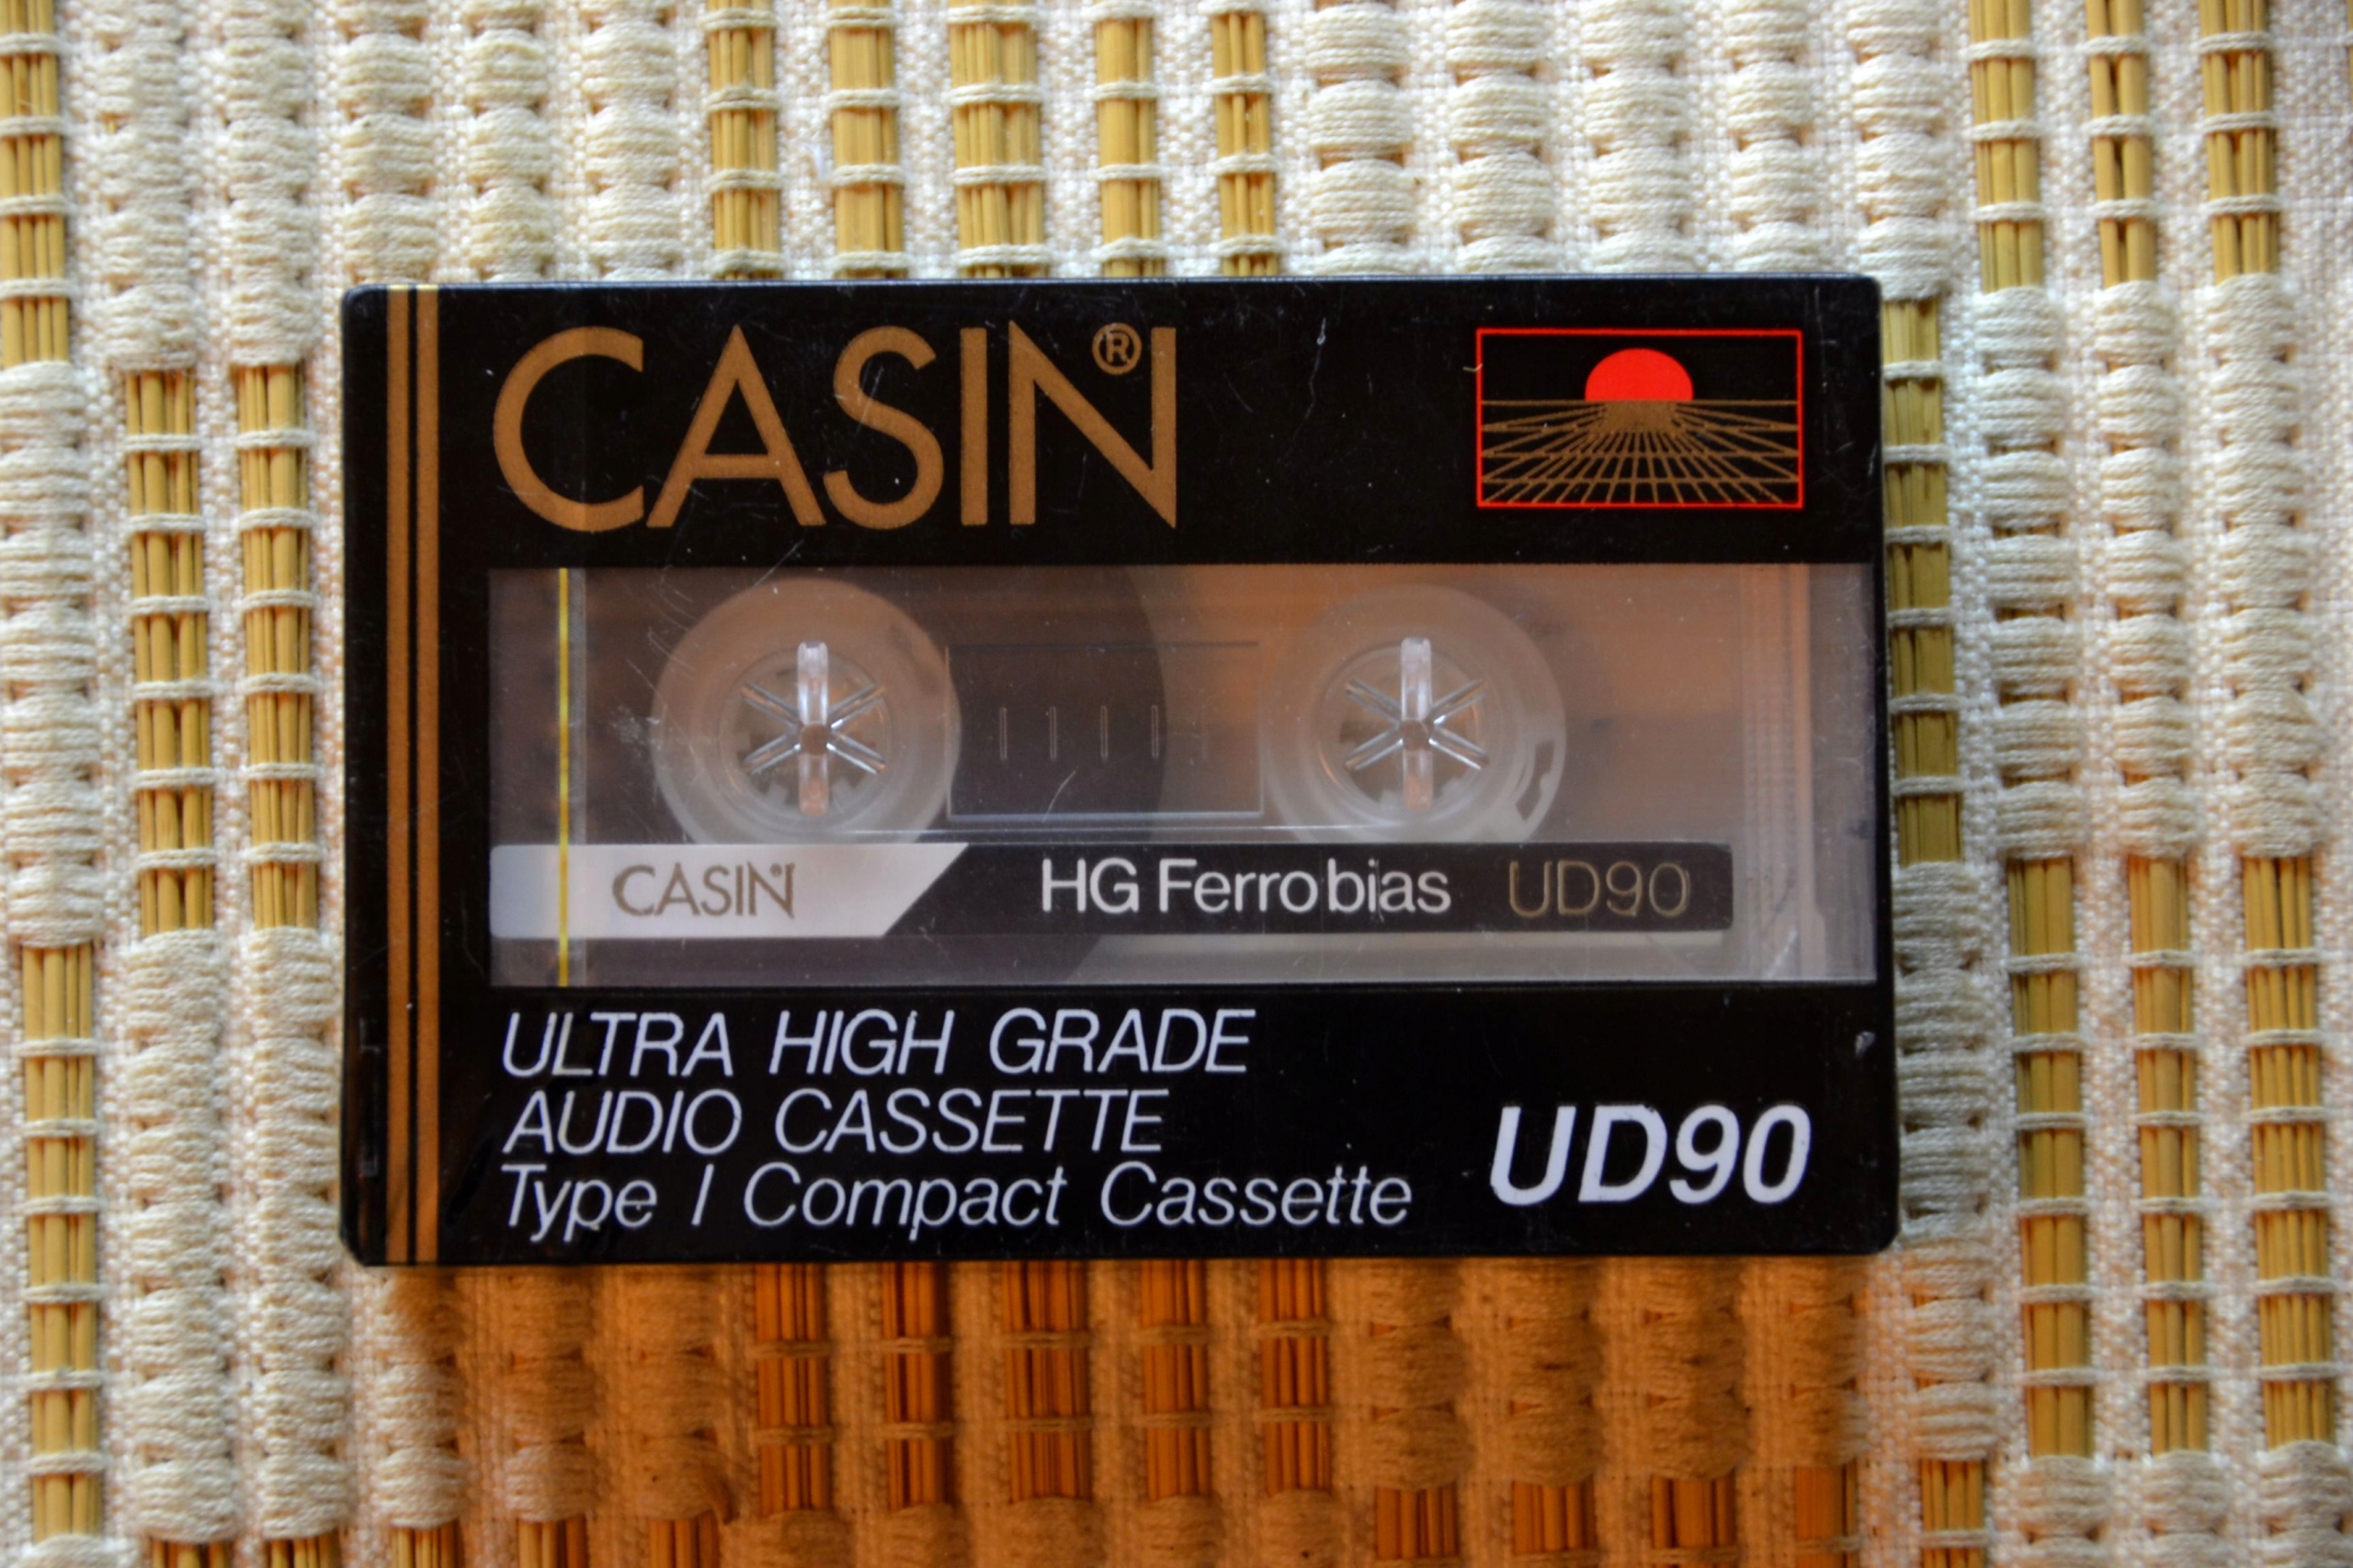 CASIN®
CASIN® HG Ferrobias UD90
ULTRA HIGH GRADE
AUDIO CASSETTE
Type I Compact Cassette
UD90